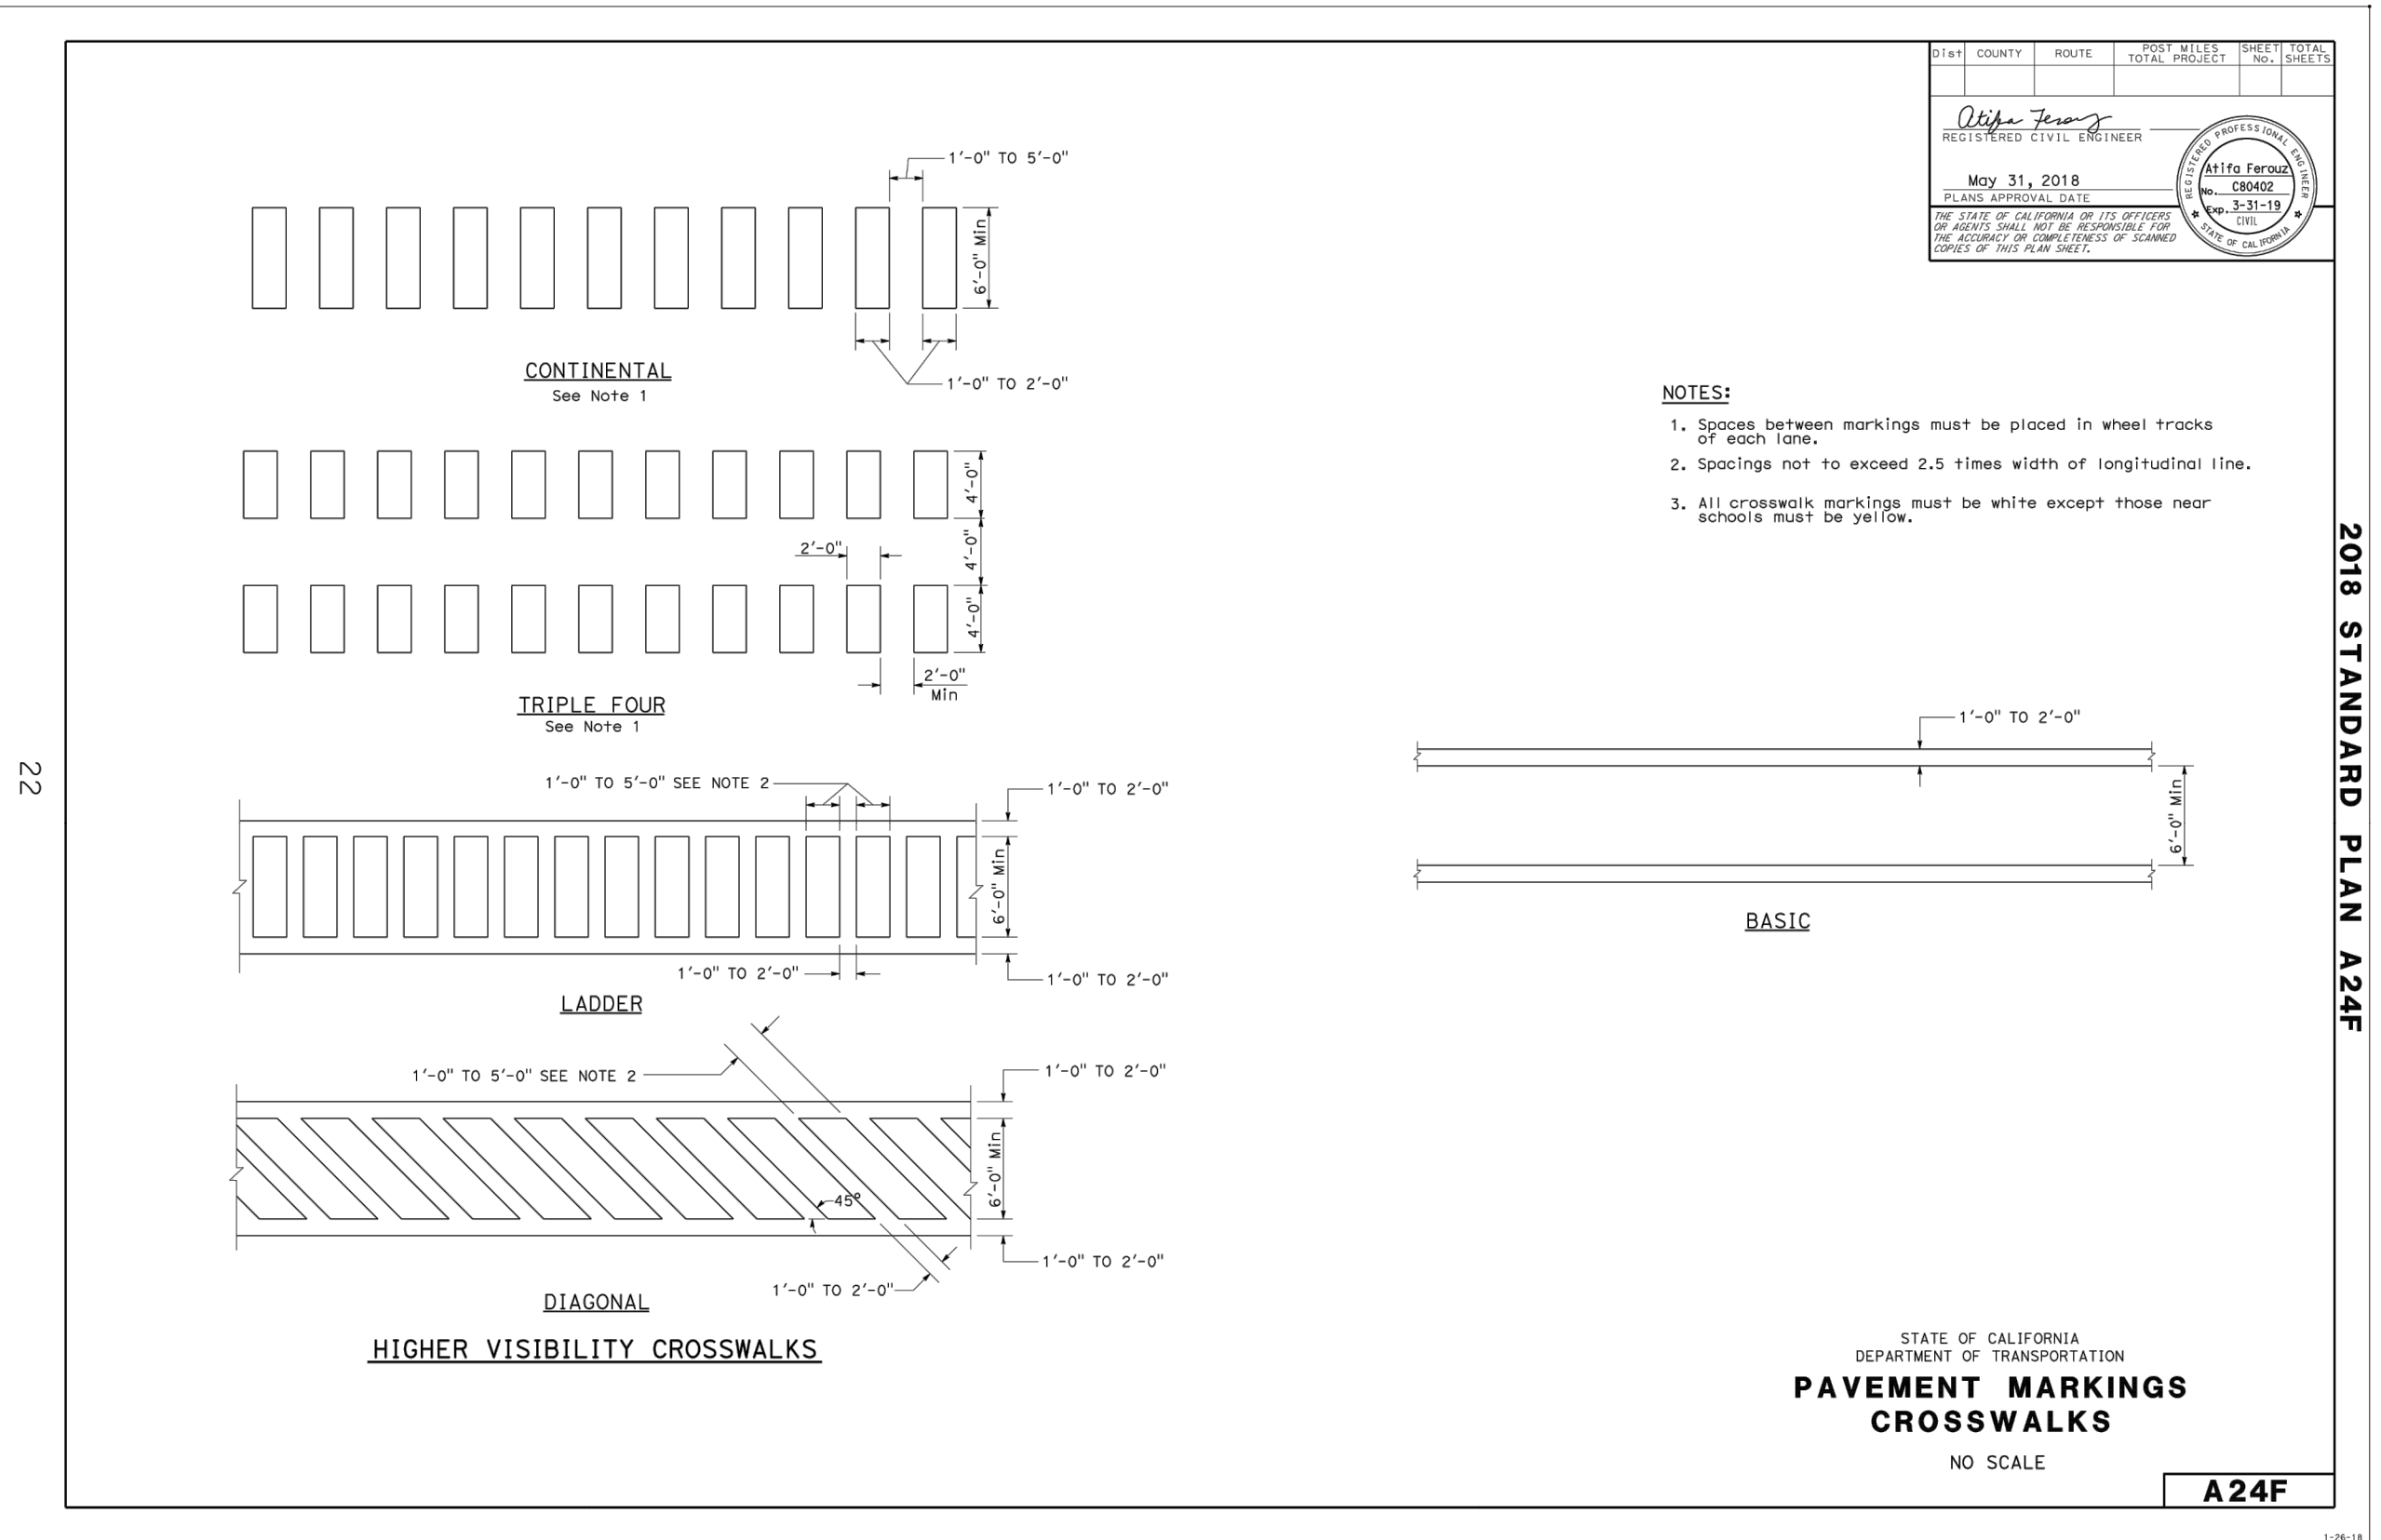 Dist COUNTY ROUTE POST MILES TOTAL PROJECT SHEET No. TOTAL SHEETS
Atifa Ferouz
REGISTERED CIVIL ENGINEER
May 31, 2018
PLANS APPROVAL DATE
THE STATE OF CALIFORNIA OR ITS OFFICERS
OR AGENTS SHALL NOT BE RESPONSIBLE FOR
THE ACCURACY OR COMPLETENESS OF SCANNED
COPIES OF THIS PLAN SHEET.
REGISTERED PROFESSIONAL ENGINEER
Atifa Ferouz
No. C80402
Exp. 3-31-19
CIVIL
STATE OF CALIFORNIA
1'-0" TO 5'-0"
6'-0" Min
1'-0" TO 2'-0"
CONTINENTAL
See Note 1
4'-0"
4'-0"
4'-0"
2'-0"
2'-0"
Min
TRIPLE FOUR
See Note 1
1'-0" TO 5'-0" SEE NOTE 2
1'-0" TO 2'-0"
6'-0" Min
1'-0" TO 2'-0"
1'-0" TO 2'-0"
LADDER
1'-0" TO 5'-0" SEE NOTE 2
1'-0" TO 2'-0"
6'-0" Min
45°
1'-0" TO 2'-0"
1'-0" TO 2'-0"
DIAGONAL
HIGHER VISIBILITY CROSSWALKS
NOTES:
1. Spaces between markings must be placed in wheel tracks
of each lane.
2. Spacings not to exceed 2.5 times width of longitudinal line.
3. All crosswalk markings must be white except those near
schools must be yellow.
1'-0" TO 2'-0"
6'-0" Min
BASIC
STATE OF CALIFORNIA
DEPARTMENT OF TRANSPORTATION
PAVEMENT MARKINGS
CROSSWALKS
NO SCALE
A24F
2018 STANDARD PLAN A24F
22
1-26-18